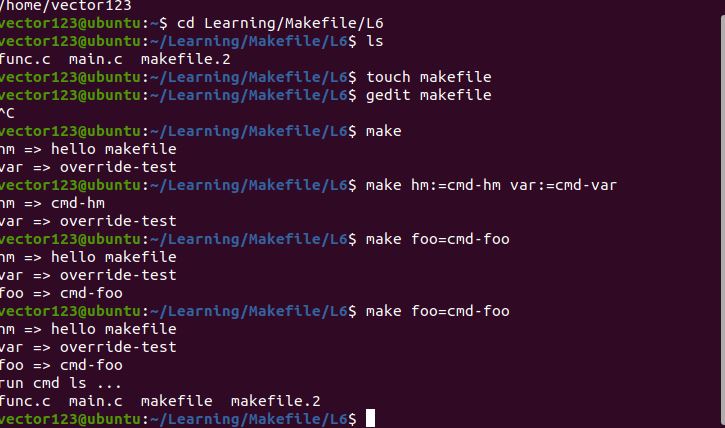 /home/vector123
vector123@ubuntu:~$ cd Learning/Makefile/L6
vector123@ubuntu:~/Learning/Makefile/L6$ ls
func.c  main.c  makefile.2
vector123@ubuntu:~/Learning/Makefile/L6$ touch makefile
vector123@ubuntu:~/Learning/Makefile/L6$ gedit makefile
^C
vector123@ubuntu:~/Learning/Makefile/L6$ make
hm => hello makefile
var => override-test
vector123@ubuntu:~/Learning/Makefile/L6$ make hm:=cmd-hm var:=cmd-var
hm => cmd-hm
var => override-test
vector123@ubuntu:~/Learning/Makefile/L6$ make foo=cmd-foo
hm => hello makefile
var => override-test
foo => cmd-foo
vector123@ubuntu:~/Learning/Makefile/L6$ make foo=cmd-foo
hm => hello makefile
var => override-test
foo => cmd-foo
run cmd ls ...
func.c  main.c  makefile  makefile.2
vector123@ubuntu:~/Learning/Makefile/L6$